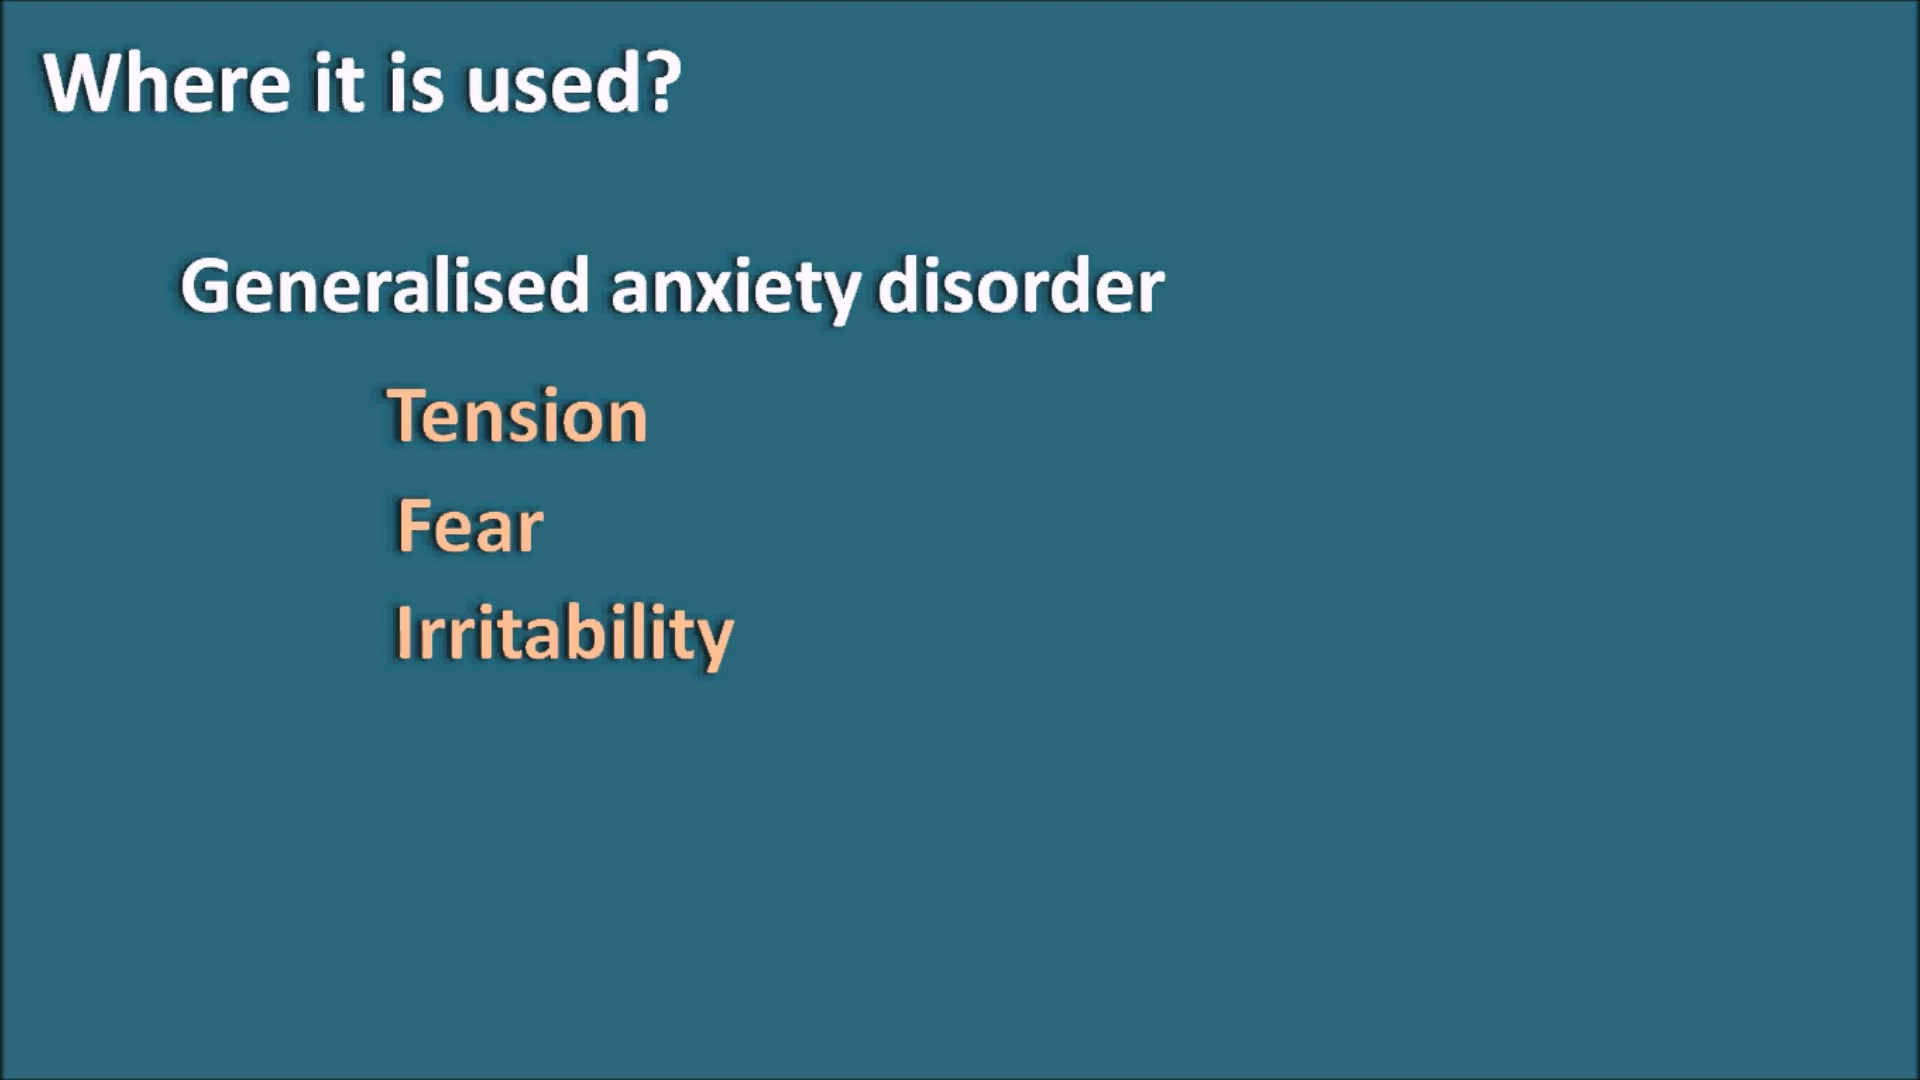 Where it is used?
Generalised anxiety disorder
Tension
Fear
Irritability